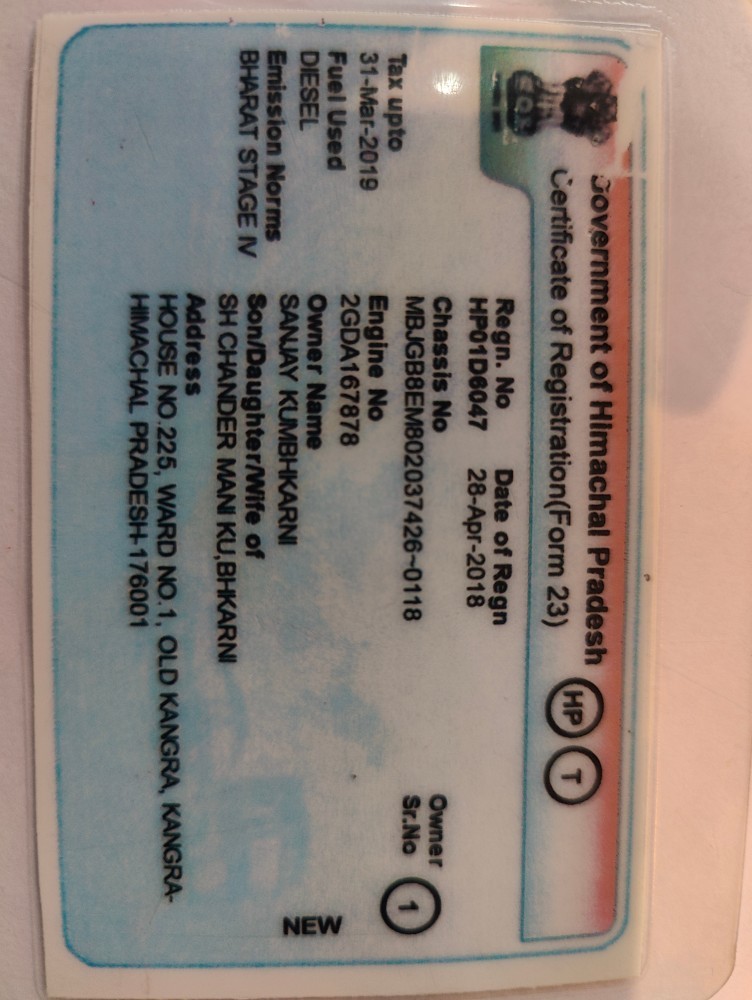 Government of Himachal Pradesh
Certificate of Registration(Form 23)
HP T
Regn. No Date of Regn
HP01D6047 28-Apr-2018
Chassis No
MBJGB8EM802037426~0118
Owner
Sr.No 1
Tax upto
31-Mar-2019
Engine No
2GDA167878
Fuel Used
DIESEL
Owner Name
SANJAY KUMBHKARNI
Emission Norms
BHARAT STAGE IV
Son/Daughter/Wife of
SH CHANDER MANI KU,BHKARNI
NEW
Address
HOUSE NO.225, WARD NO.1, OLD KANGRA, KANGRA-
HIMACHAL PRADESH-176001